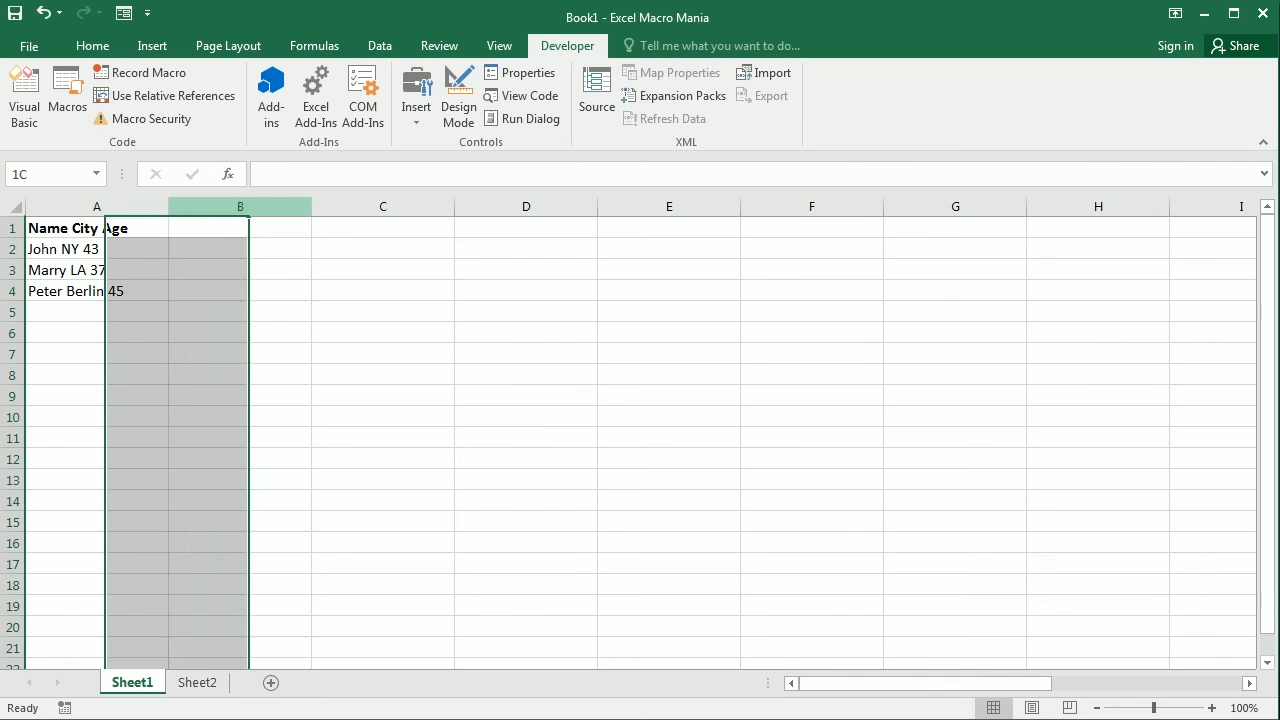 Book1 - Excel Macro Mania
File Home Insert Page Layout Formulas Data Review View Developer Tell me what you want to do... Sign in Share
Visual Basic
Macros
Record Macro
Use Relative References
Macro Security
Code
Add-ins
Excel Add-Ins
COM Add-Ins
Add-Ins
Insert
Design Mode
Properties
View Code
Run Dialog
Controls
Source
Map Properties
Expansion Packs
Refresh Data
Import
Export
XML
1C fx
A B C D E F G H I
1 Name City Age
2 John NY 43
3 Marry LA 37
4 Peter Berlin 45
5
6
7
8
9
10
11
12
13
14
15
16
17
18
19
20
21
22
Sheet1 Sheet2
Ready 100%